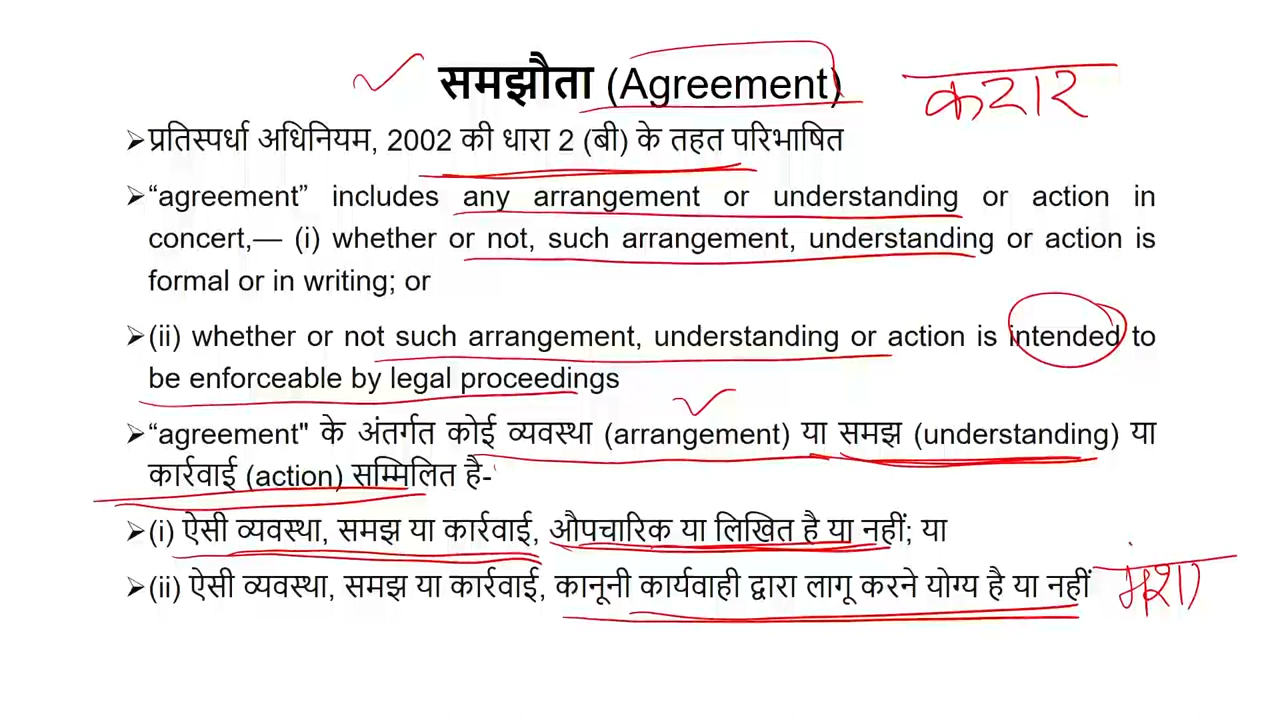 समझौता (Agreement) करार
➢प्रतिस्पर्धा अधिनियम, 2002 की धारा 2 (बी) के तहत परिभाषित
➢“agreement” includes any arrangement or understanding or action in
concert,— (i) whether or not, such arrangement, understanding or action is
formal or in writing; or
➢(ii) whether or not such arrangement, understanding or action is intended to
be enforceable by legal proceedings
➢“agreement" के अंतर्गत कोई व्यवस्था (arrangement) या समझ (understanding) या
कार्रवाई (action) सम्मिलित है-
➢(i) ऐसी व्यवस्था, समझ या कार्रवाई, औपचारिक या लिखित है या नहीं; या
➢(ii) ऐसी व्यवस्था, समझ या कार्रवाई, कानूनी कार्यवाही द्वारा लागू करने योग्य है या नहीं